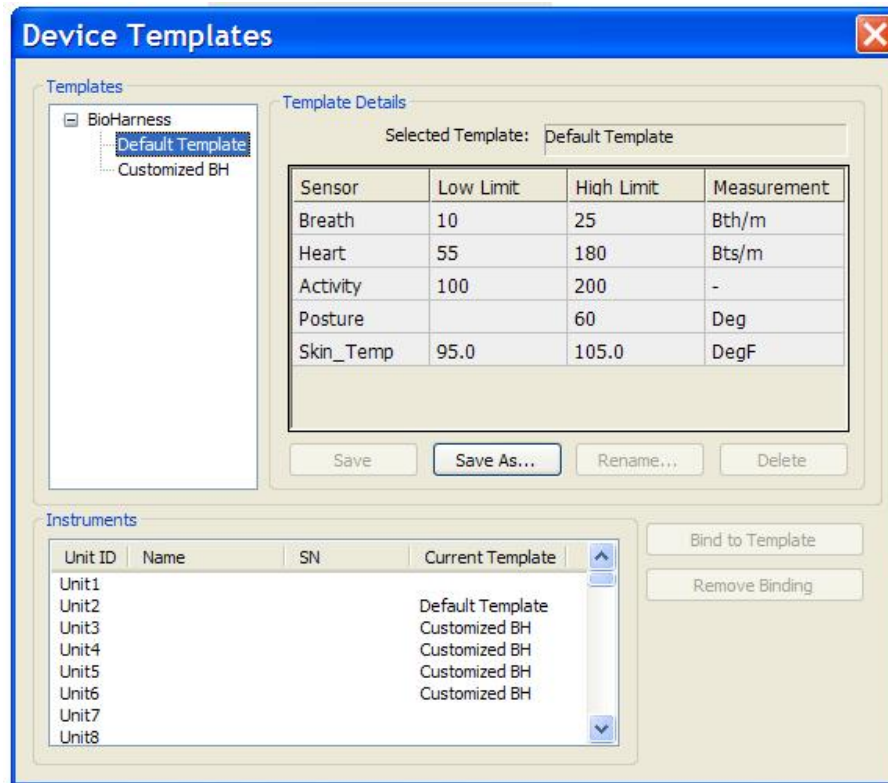 Device Templates
Templates
BioHarness
Default Template
Customized BH
Template Details
Selected Template: Default Template
Sensor Low Limit High Limit Measurement
Breath 10 25 Bth/m
Heart 55 180 Bts/m
Activity 100 200 -
Posture 60 Deg
Skin_Temp 95.0 105.0 DegF
Save Save As... Rename... Delete
Instruments
Unit ID Name SN Current Template
Unit1
Unit2 Default Template
Unit3 Customized BH
Unit4 Customized BH
Unit5 Customized BH
Unit6 Customized BH
Unit7
Unit8
Bind to Template
Remove Binding